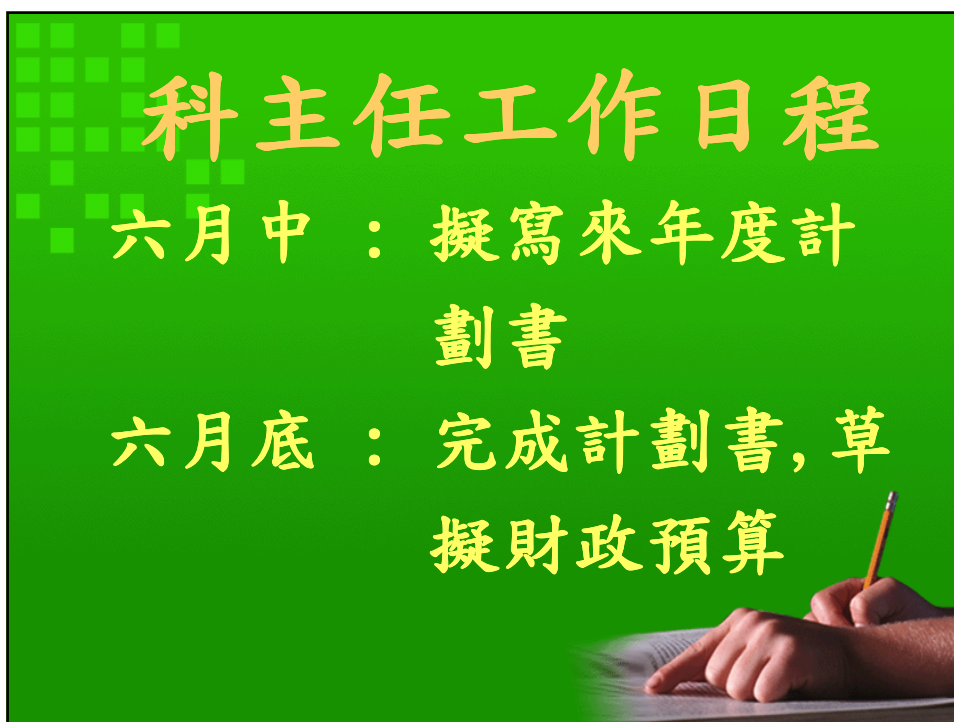 科主任工作日程
六月中 : 擬寫來年度計
劃書
六月底 : 完成計劃書,草
擬財政預算